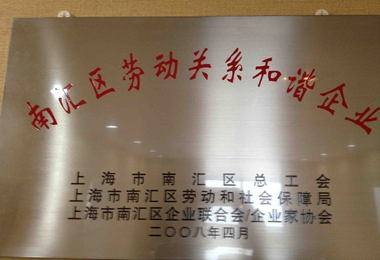 南汇区劳动关系和谐企业
上海市南汇区总工会
上海市南汇区劳动和社会保障局
上海市南汇区企业联合会/企业家协会
二〇〇八年四月